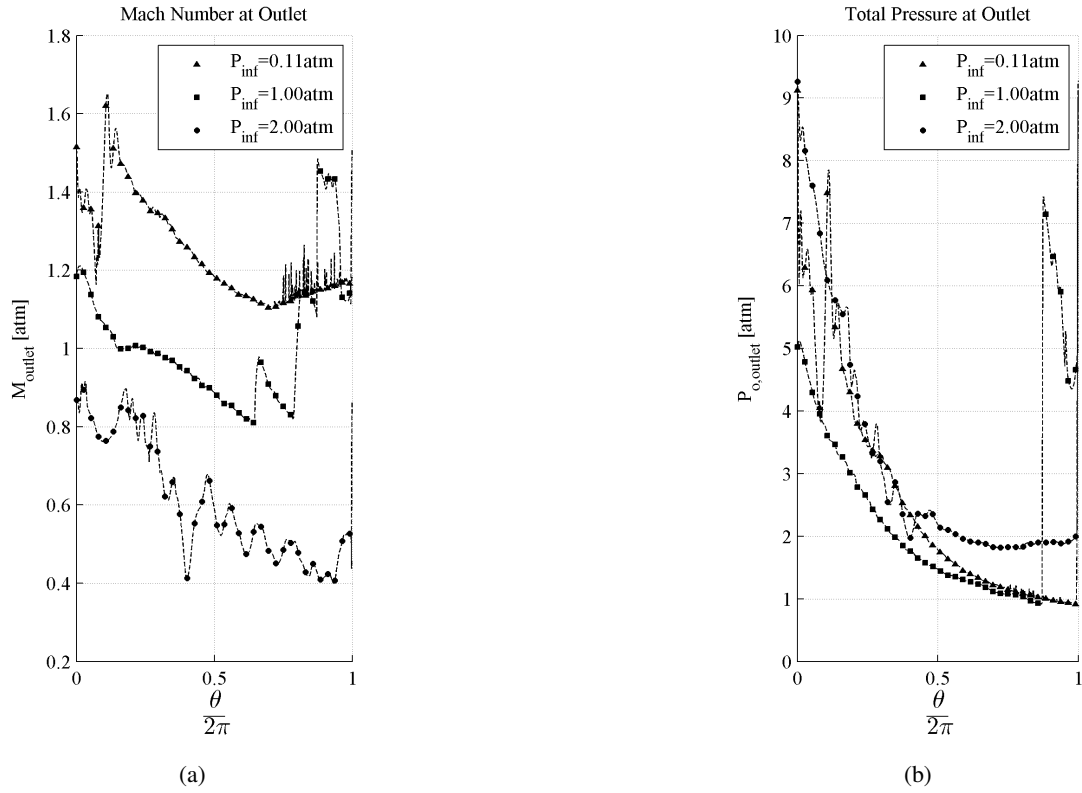 Mach Number at Outlet
1.8
1.6
1.4
1.2
1
0.8
0.6
0.4
0.2
M_outlet [atm]
P_inf=0.11atm
P_inf=1.00atm
P_inf=2.00atm
0 0.5 1
θ
2π
(a)
Total Pressure at Outlet
10
9
8
7
6
5
4
3
2
1
0
P_o,outlet [atm]
P_inf=0.11atm
P_inf=1.00atm
P_inf=2.00atm
0 0.5 1
θ
2π
(b)